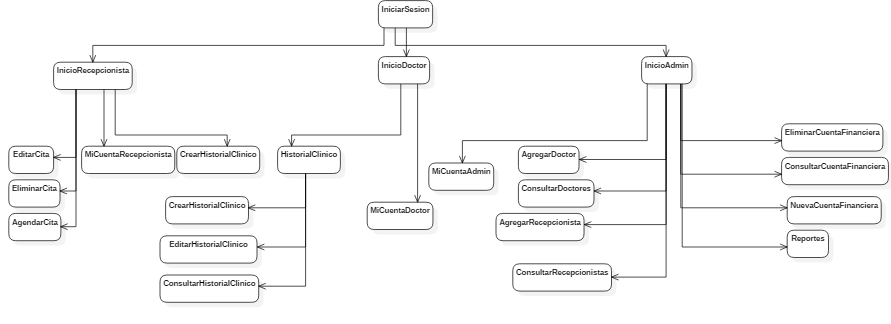 IniciarSesion
InicioRecepcionista
InicioDoctor
InicioAdmin
EditarCita
MiCuentaRecepcionista
CrearHistorialClinico
HistorialClinico
EliminarCita
AgendarCita
CrearHistorialClinico
EditarHistorialClinico
ConsultarHistorialClinico
MiCuentaDoctor
MiCuentaAdmin
AgregarDoctor
ConsultarDoctores
AgregarRecepcionista
ConsultarRecepcionistas
EliminarCuentaFinanciera
ConsultarCuentaFinanciera
NuevaCuentaFinanciera
Reportes